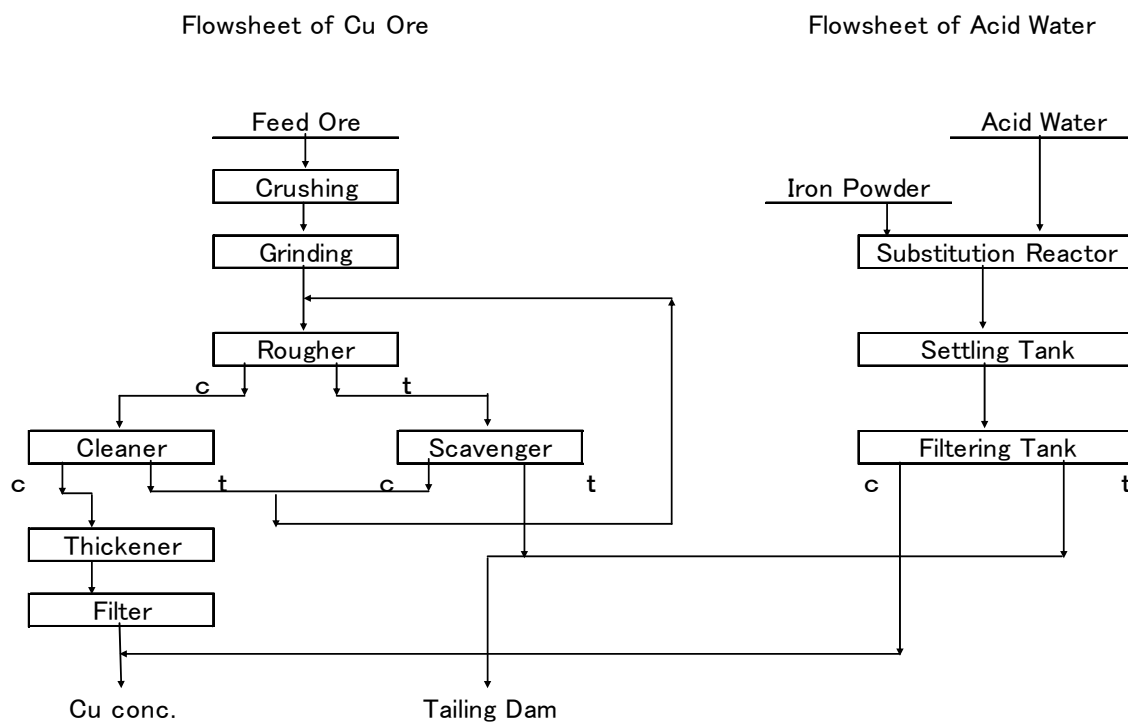 Flowsheet of Cu Ore
Flowsheet of Acid Water
Feed Ore
Acid Water
Crushing
Iron Powder
Grinding
Substitution Reactor
Rougher
Settling Tank
c
t
Cleaner
Scavenger
Filtering Tank
c
t
c
t
c
t
Thickener
Filter
Cu conc.
Tailing Dam